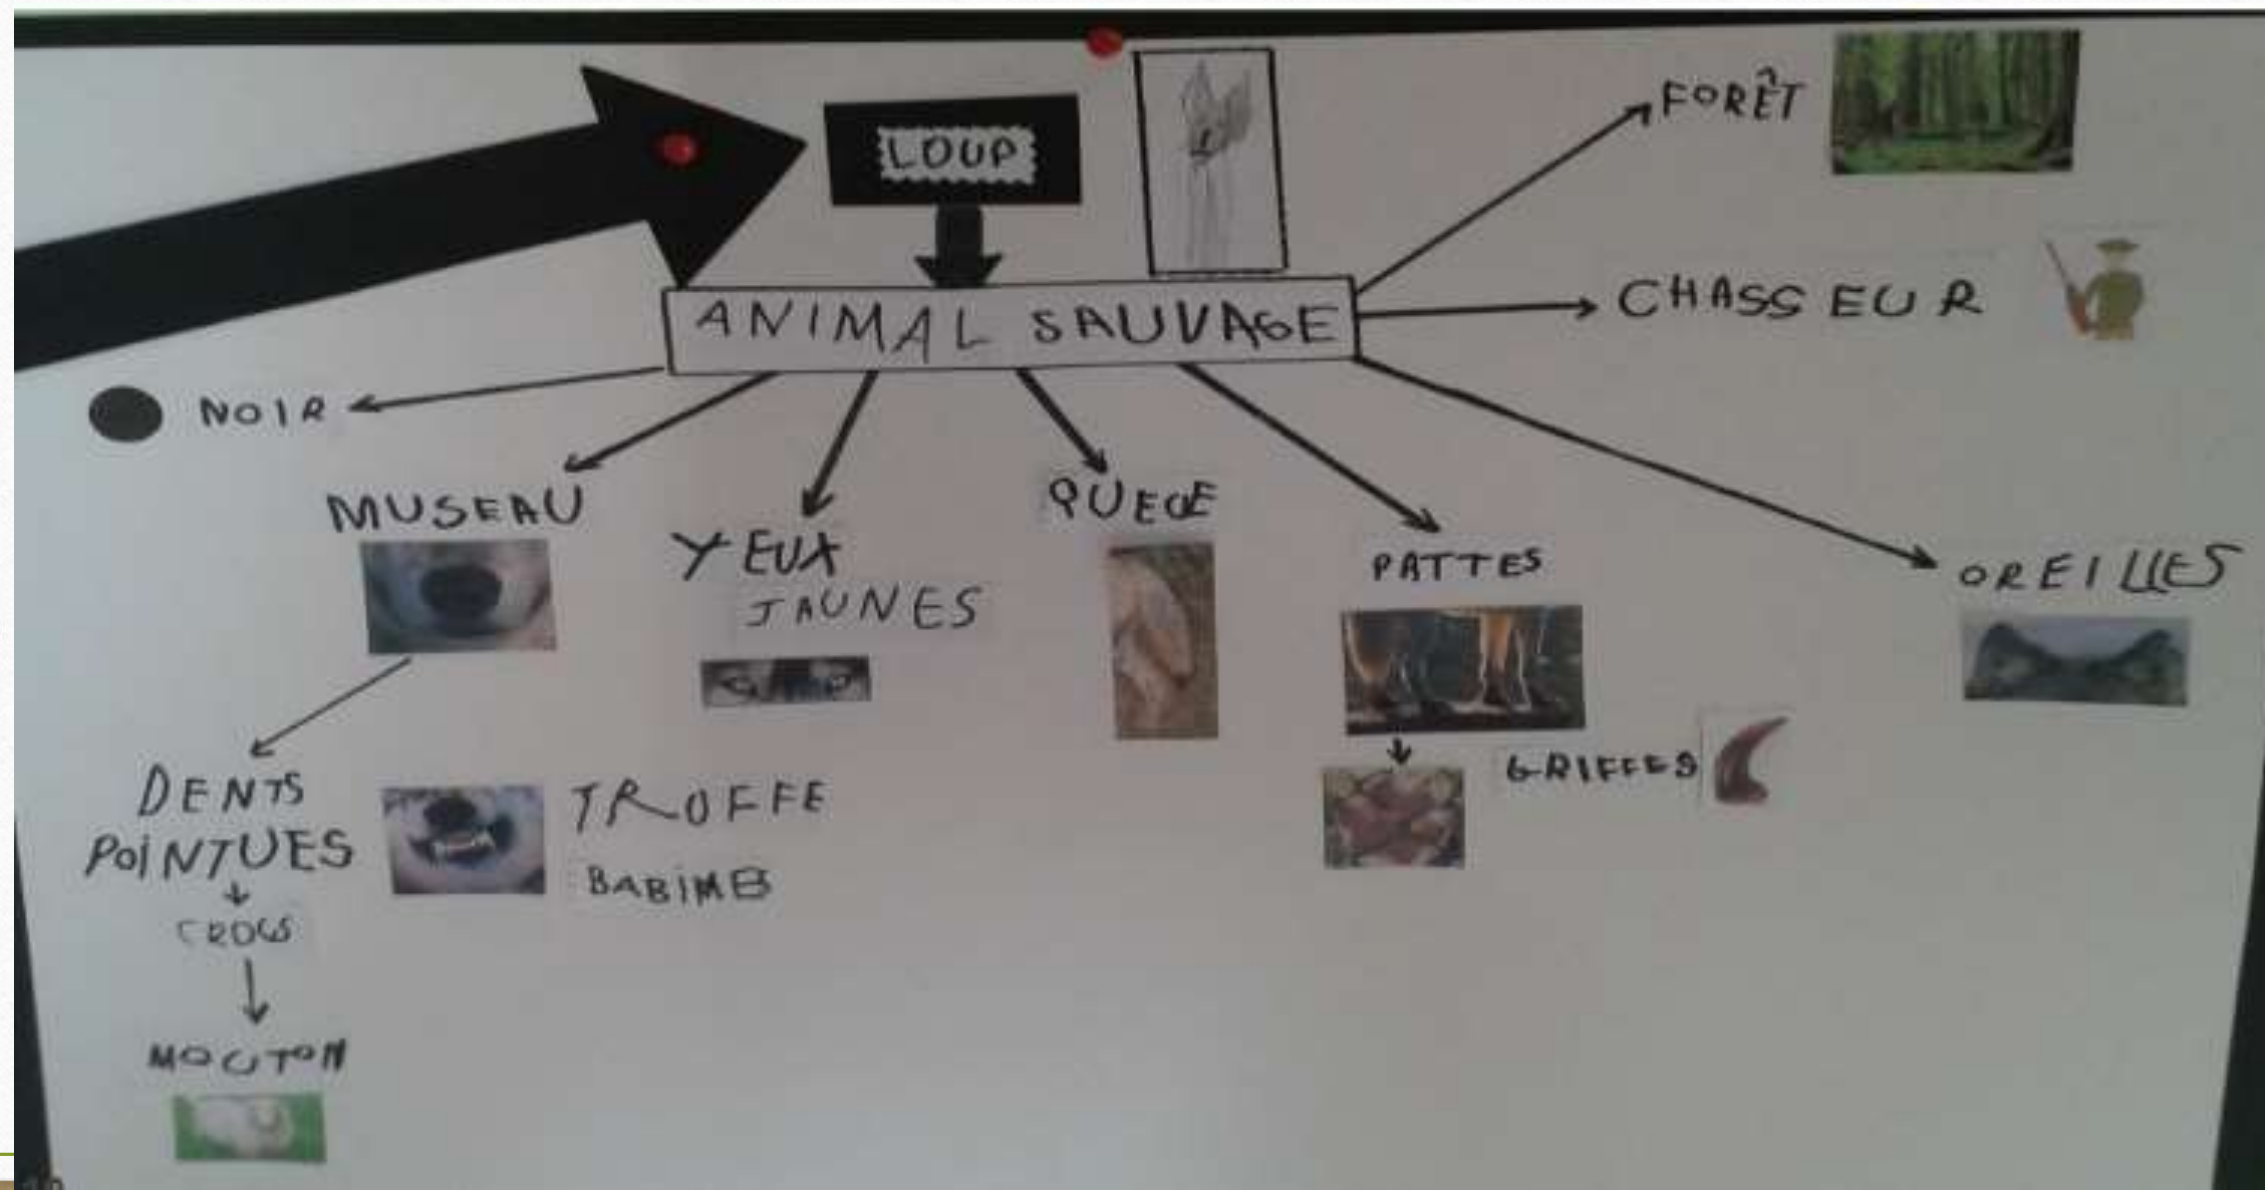 LOUP
FORÊT
ANIMAL SAUVAGE
CHASSEUR
NOIR
MUSEAU
YEUX
JAUNES
QUEUE
PATTES
OREILLES
DENTS
POiNTUES
TRUFFE
BABiNES
GRIFFES
CROCS
MOUTON